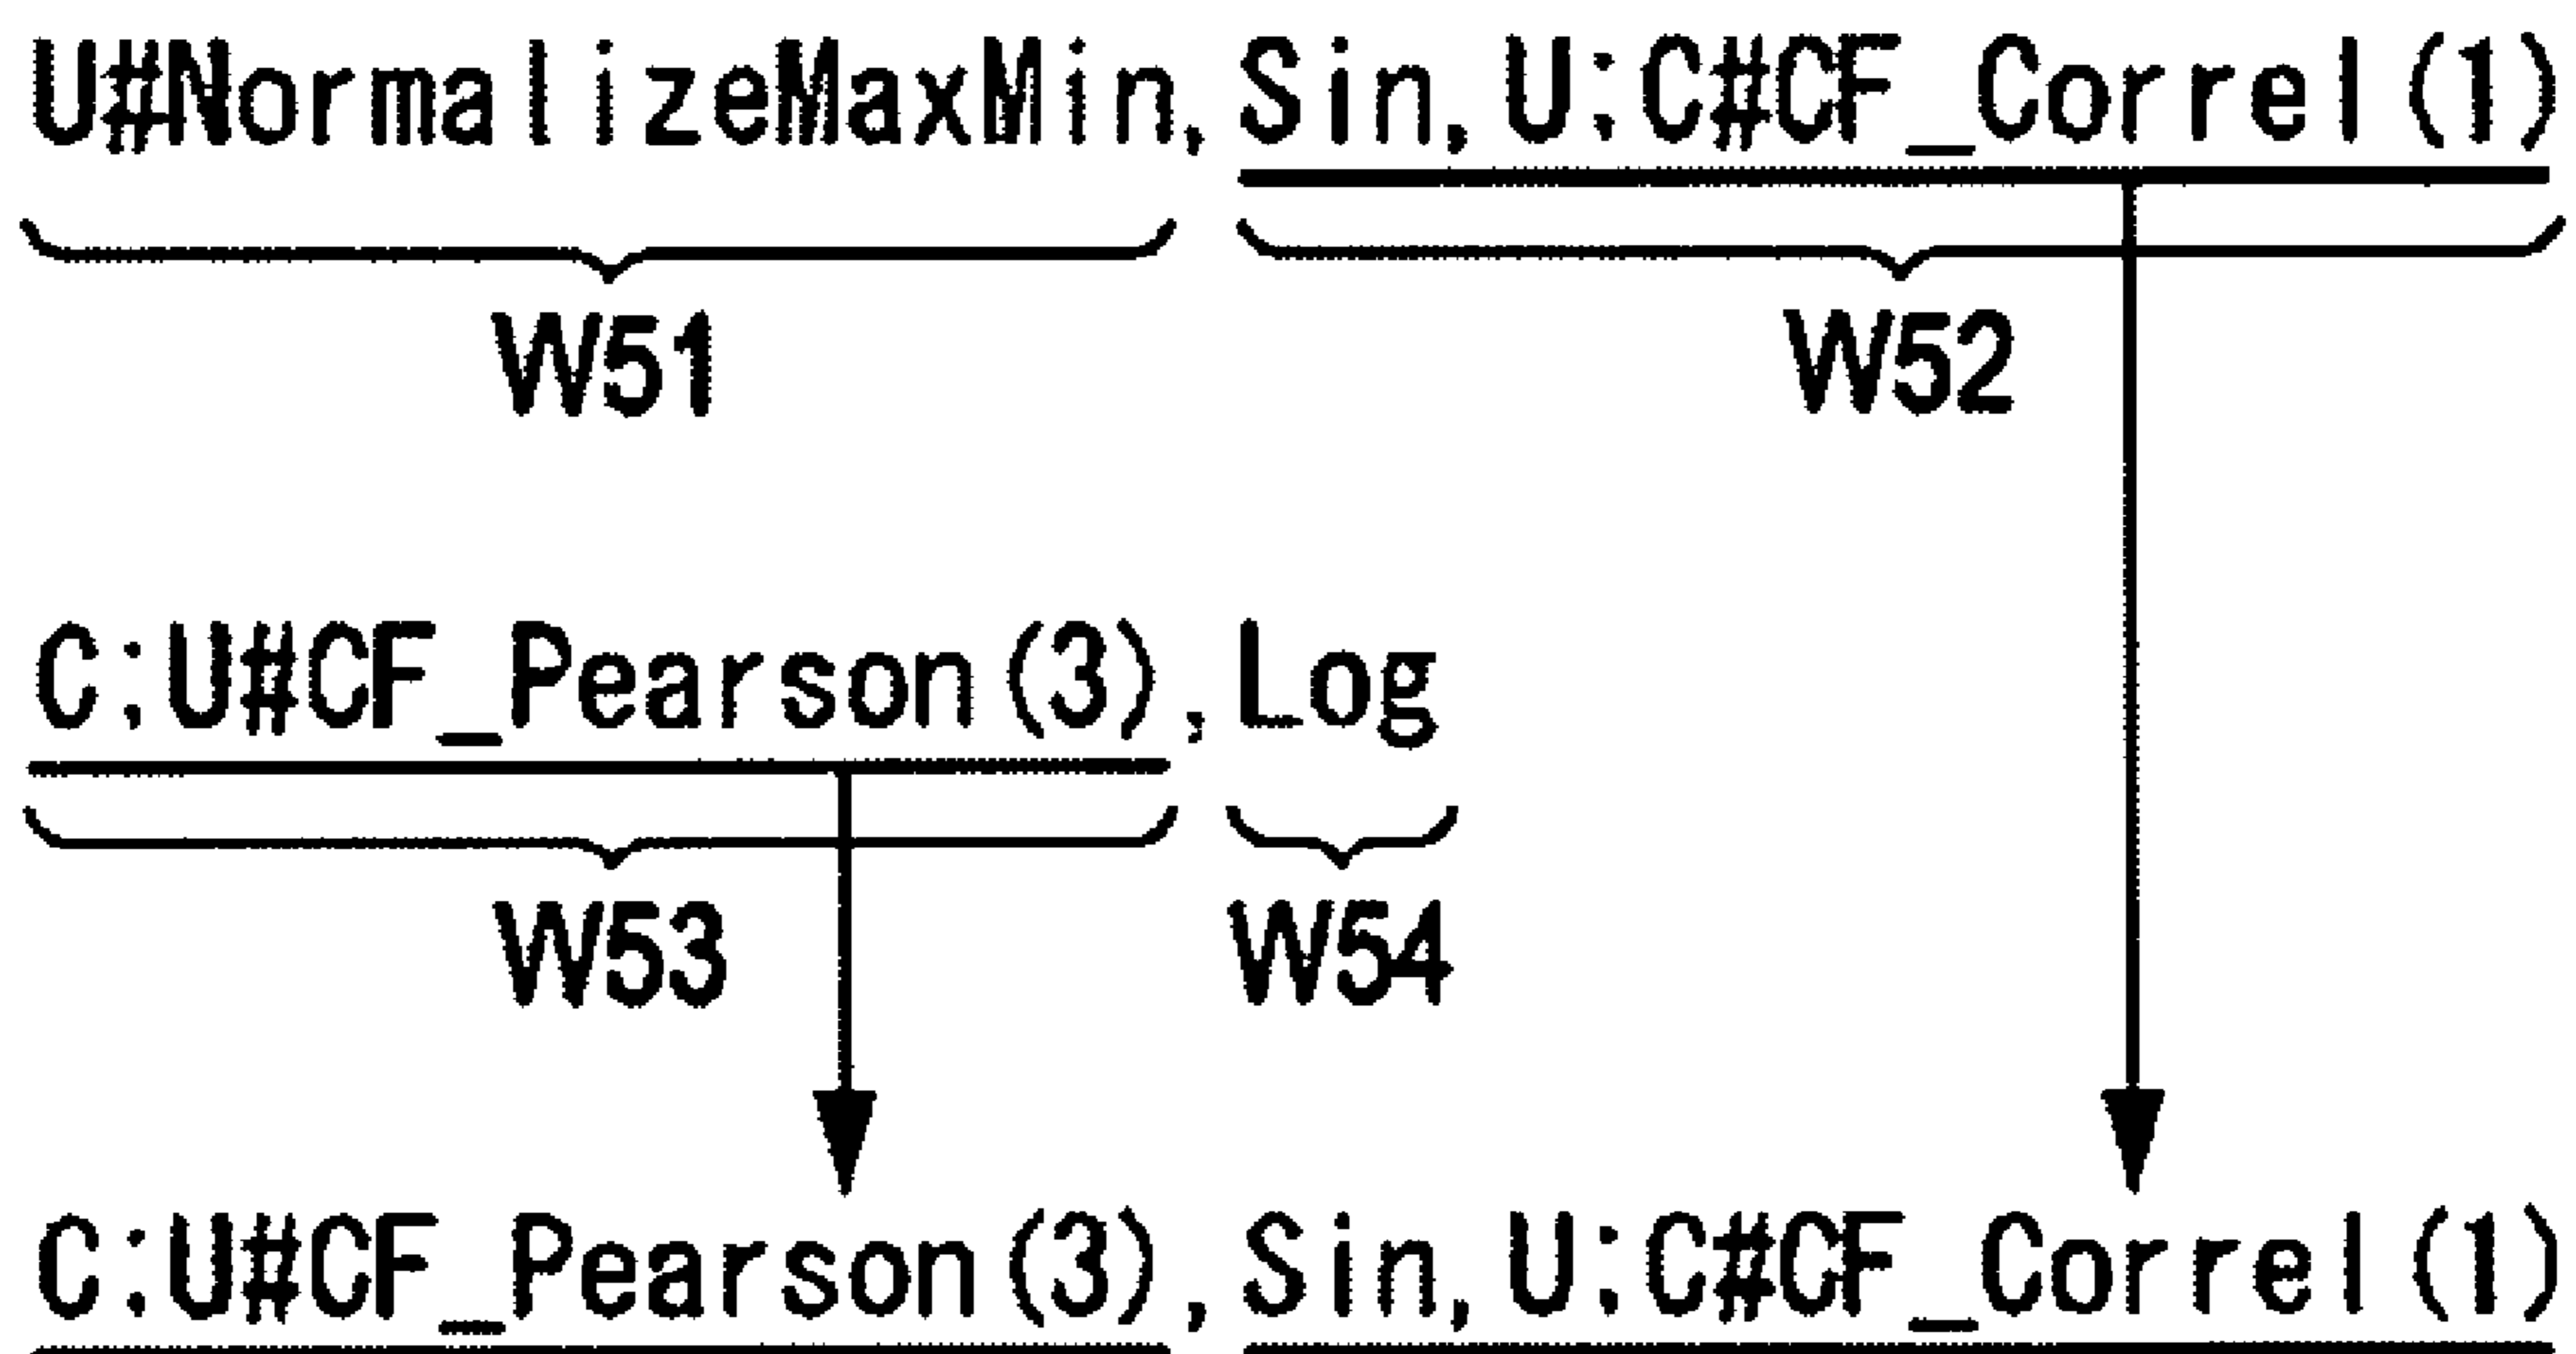 U#NormalizeMaxMin,Sin,U:C#CF_Correl(1)
W51 W52
C:U#CF_Pearson(3),Log
W53 W54
C:U#CF_Pearson(3),Sin,U:C#CF_Correl(1)